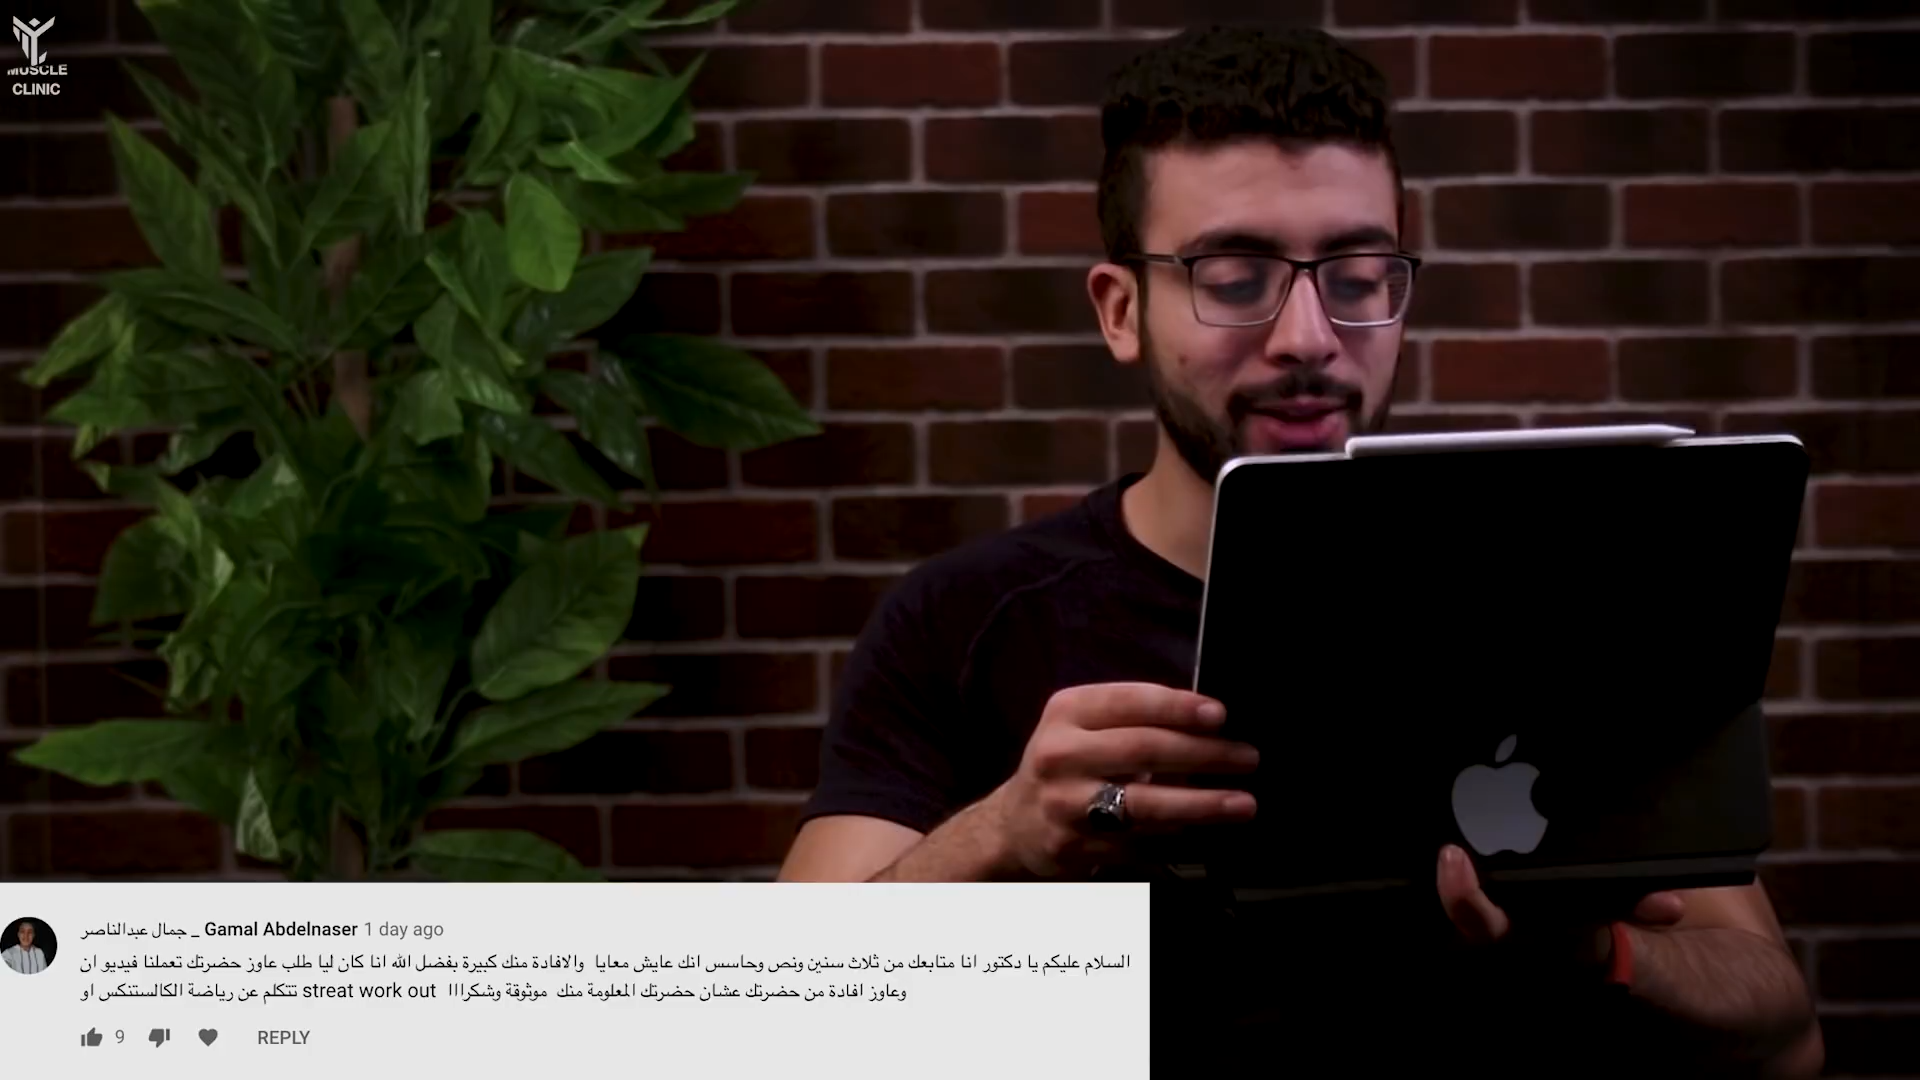 MUSCLE
CLINIC
جمال عبدالناصر _ Gamal Abdelnaser 1 day ago
السلام عليكم يا دكتور انا متابعك من ثلاث سنين ونص وحاسس انك عايش معايا والافادة منك كبيرة بفضل الله انا كان ليا طلب عاوز حضرتك تعملنا فيديو ان
تتكلم عن رياضة الكالستنكس او streat work out وعاوز افادة من حضرتك عشان حضرتك المعلومة منك موثوقة وشكرااا
9 REPLY